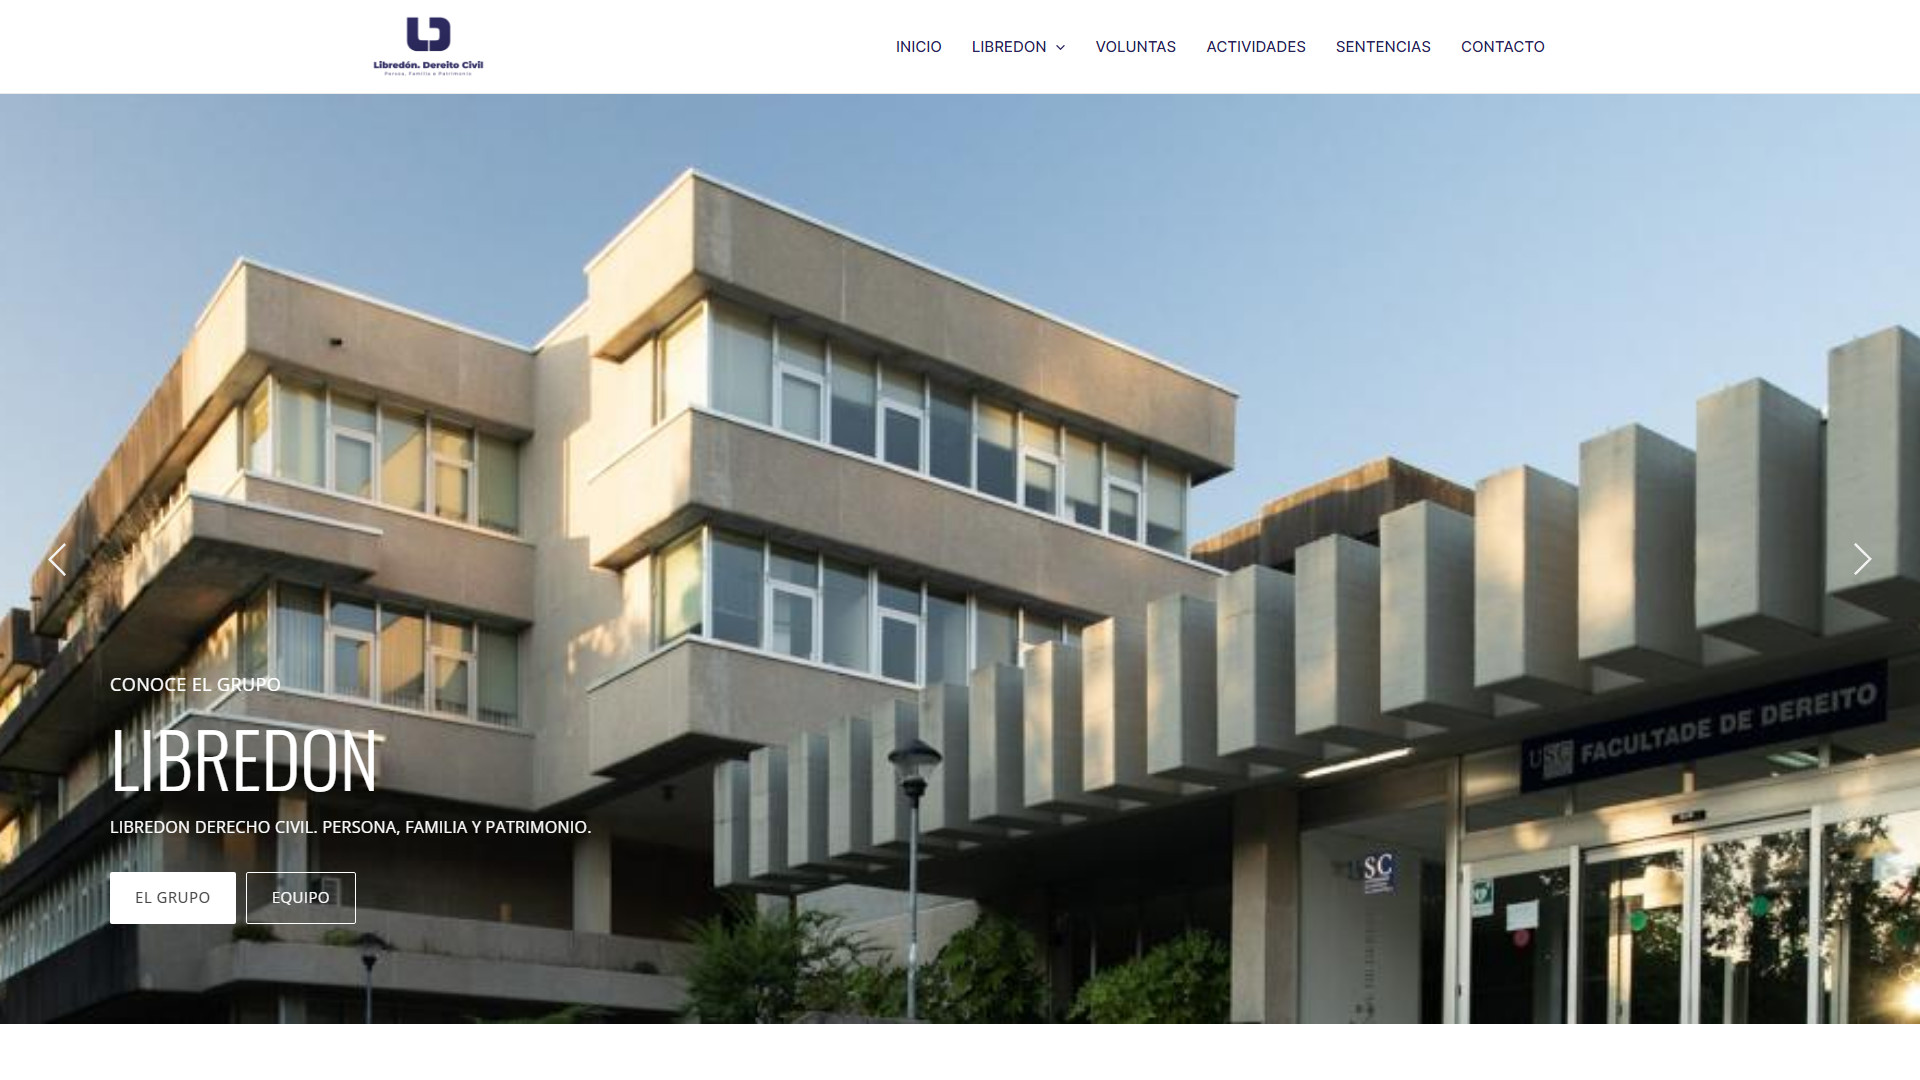 Libredón. Dereito Civil
Persoa, Familia e Patrimonio
INICIO
LIBREDON
VOLUNTAS
ACTIVIDADES
SENTENCIAS
CONTACTO
CONOCE EL GRUPO
LIBREDON
LIBREDON DERECHO CIVIL. PERSONA, FAMILIA Y PATRIMONIO.
EL GRUPO
EQUIPO
USC FACULTADE DE DEREITO
SC